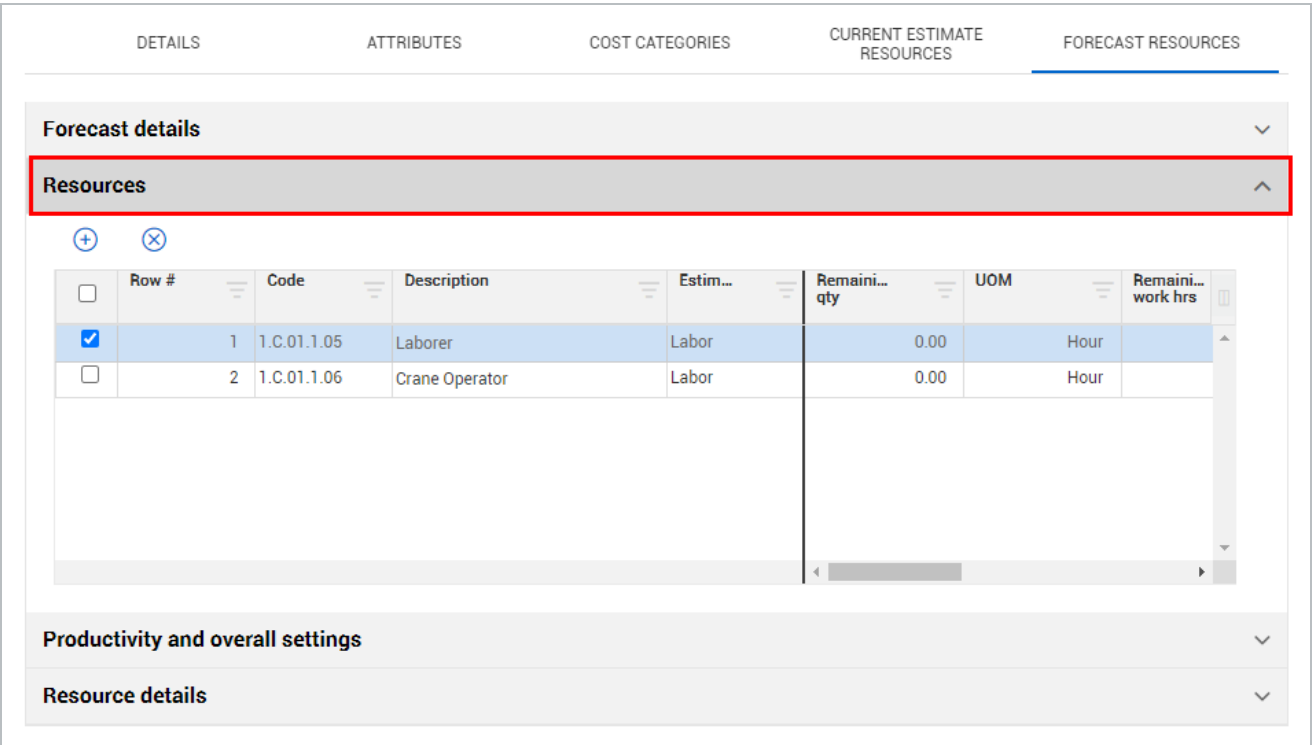 DETAILS ATTRIBUTES COST CATEGORIES CURRENT ESTIMATE RESOURCES FORECAST RESOURCES
Forecast details
Resources
Row # Code Description Estim... Remaini... qty UOM Remaini... work hrs
1 1.C.01.1.05 Laborer Labor 0.00 Hour
2 1.C.01.1.06 Crane Operator Labor 0.00 Hour
Productivity and overall settings
Resource details